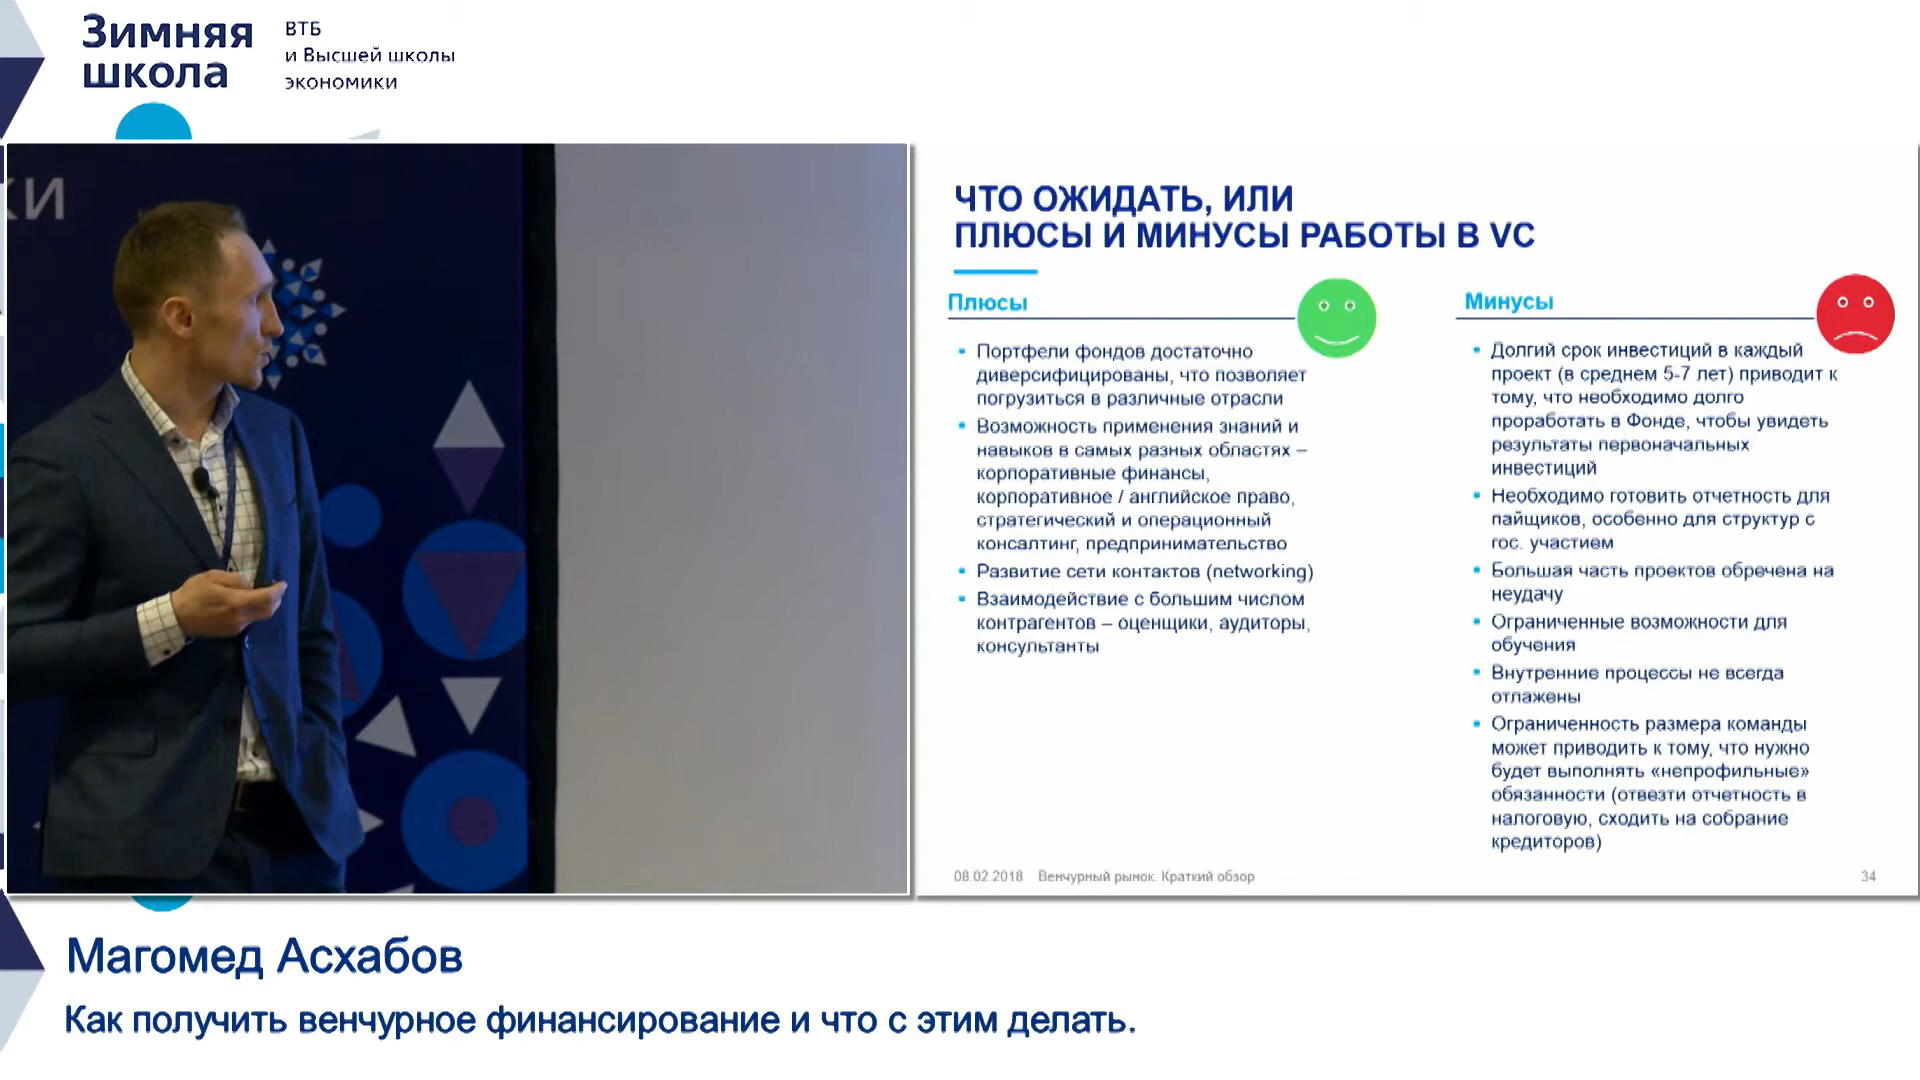 Зимняя
школа
ВТБ
и Высшей школы
экономики
КИ
ЧТО ОЖИДАТЬ, ИЛИ
ПЛЮСЫ И МИНУСЫ РАБОТЫ В VC
Плюсы
Портфели фондов достаточно
диверсифицированы, что позволяет
погрузиться в различные отрасли
Возможность применения знаний и
навыков в самых разных областях –
корпоративные финансы,
корпоративное / английское право,
стратегический и операционный
консалтинг, предпринимательство
Развитие сети контактов (networking)
Взаимодействие с большим числом
контрагентов – оценщики, аудиторы,
консультанты
Минусы
Долгий срок инвестиций в каждый
проект (в среднем 5-7 лет) приводит к
тому, что необходимо долго
проработать в Фонде, чтобы увидеть
результаты первоначальных
инвестиций
Необходимо готовить отчетность для
пайщиков, особенно для структур с
гос. участием
Большая часть проектов обречена на
неудачу
Ограниченные возможности для
обучения
Внутренние процессы не всегда
отлажены
Ограниченность размера команды
может приводить к тому, что нужно
будет выполнять «непрофильные»
обязанности (отвезти отчетность в
налоговую, сходить на собрание
кредиторов)
08.02.2018 Венчурный рынок. Краткий обзор
34
Магомед Асхабов
Как получить венчурное финансирование и что с этим делать.